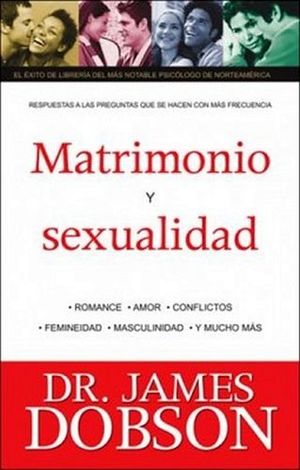 EL ÉXITO DE LIBRERÍA DEL MÁS NOTABLE PSICÓLOGO DE NORTEAMÉRICA
RESPUESTAS A LAS PREGUNTAS QUE SE HACEN CON MÁS FRECUENCIA
Matrimonio
Y
sexualidad
• ROMANCE • AMOR • CONFLICTOS
• FEMINEIDAD • MASCULINIDAD • Y MUCHO MÁS
DR. JAMES
DOBSON